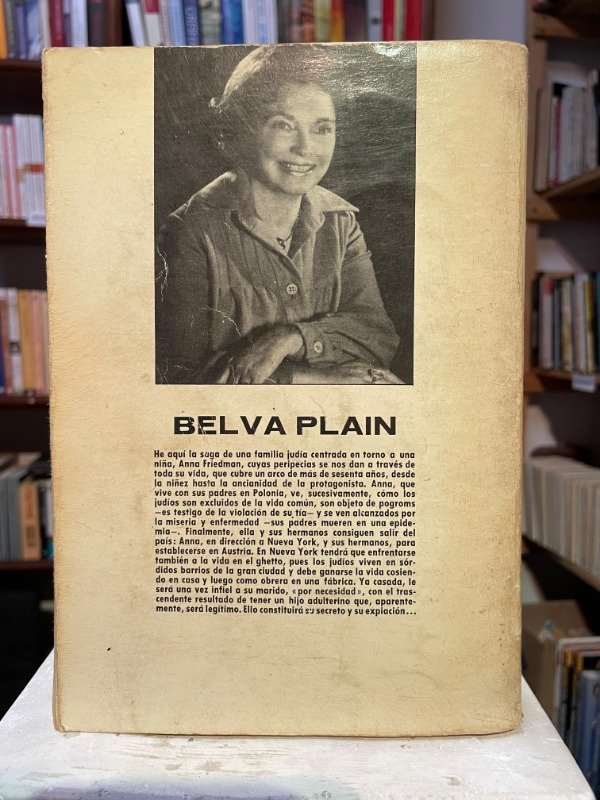 BELVA PLAIN
He aquí la saga de una familia judía centrada en torno a una
niña, Anna Friedman, cuyas peripecias se nos dan a través de
toda su vida, que cubre un arco de más de sesenta años, desde
la niñez hasta la ancianidad de la protagonista. Anna, que
vive con sus padres en Polonia, ve, sucesivamente, cómo los
judíos son excluidos de la vida común, son objeto de pogroms
—es testigo de la violación de su tía— y se ven alcanzados por
la miseria y enfermedad —sus padres mueren en una epide-
mia—. Finalmente, ella y sus hermanos consiguen salir del
país: Anna, en dirección a Nueva York, y sus hermanos, para
establecerse en Austria. En Nueva York tendrá que enfrentarse
también a la vida en el ghetto, pues los judíos viven en sór-
didos barrios de la gran ciudad y debe ganarse la vida cosien-
do en casa y luego como obrera en una fábrica. Ya casada, le
será una vez infiel a su marido, «por necesidad», con el tras-
cendente resultado de tener un hijo adulterino que, aparente-
mente, será legítimo. Ello constituirá su secreto y su expiación...